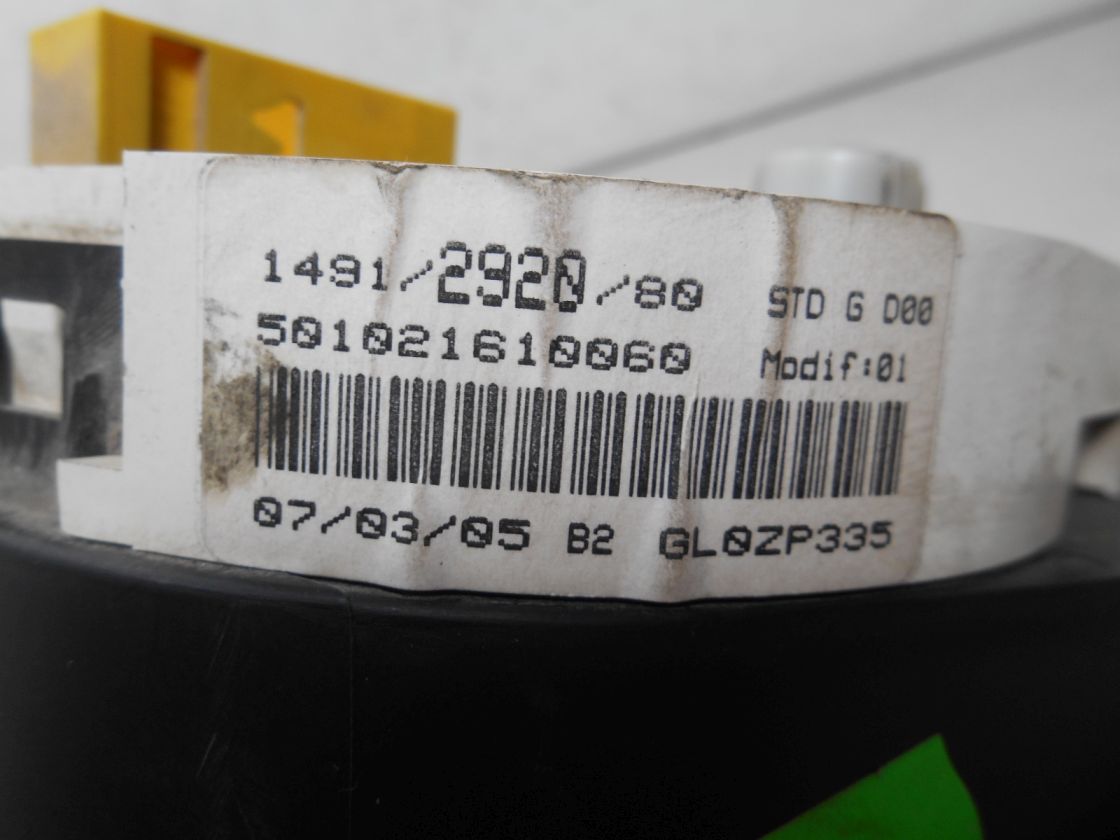 1491/2920/80 STD G D00
501021610060 Modif:01
07/03/05 B2 GL0ZP335